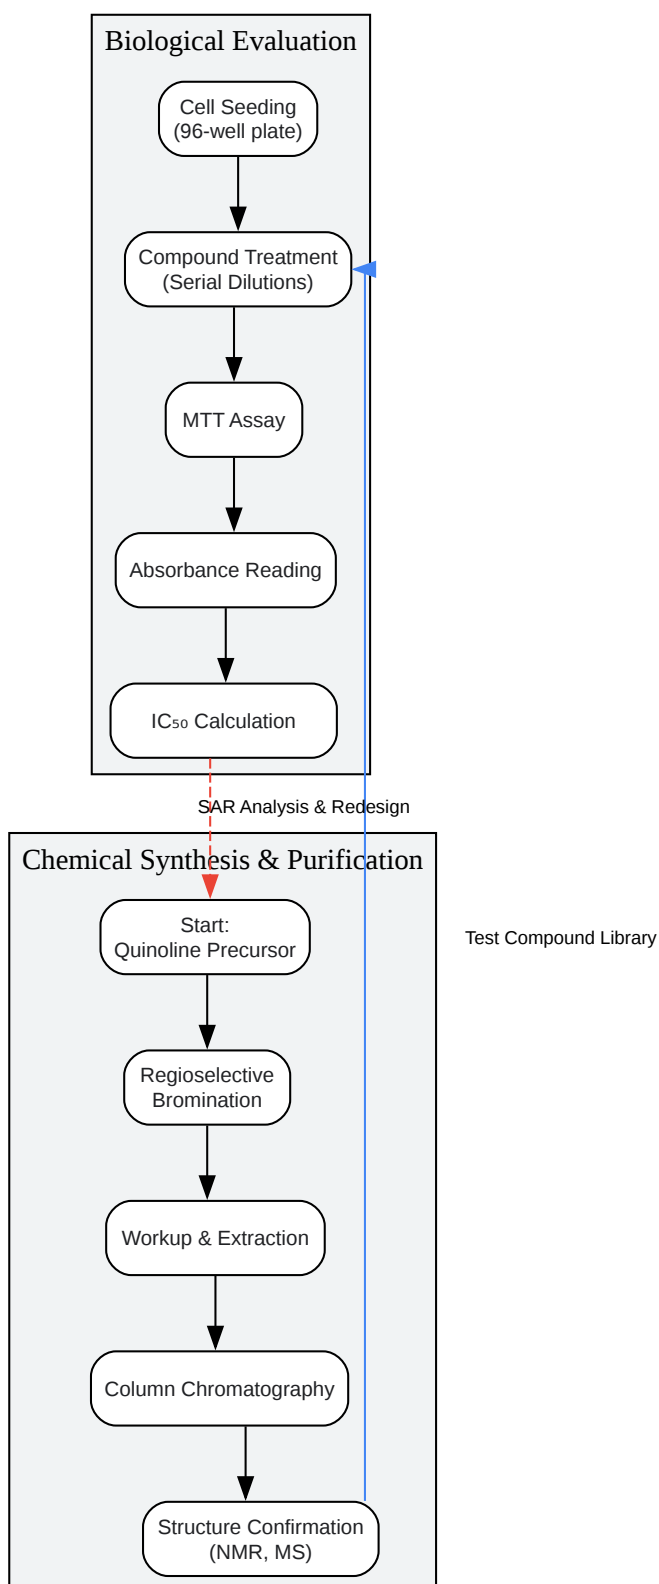 Biological Evaluation
Cell Seeding
(96-well plate)
Compound Treatment
(Serial Dilutions)
MTT Assay
Absorbance Reading
IC₅₀ Calculation
SAR Analysis & Redesign
Chemical Synthesis & Purification
Start:
Quinoline Precursor
Test Compound Library
Regioselective
Bromination
Workup & Extraction
Column Chromatography
Structure Confirmation
(NMR, MS)